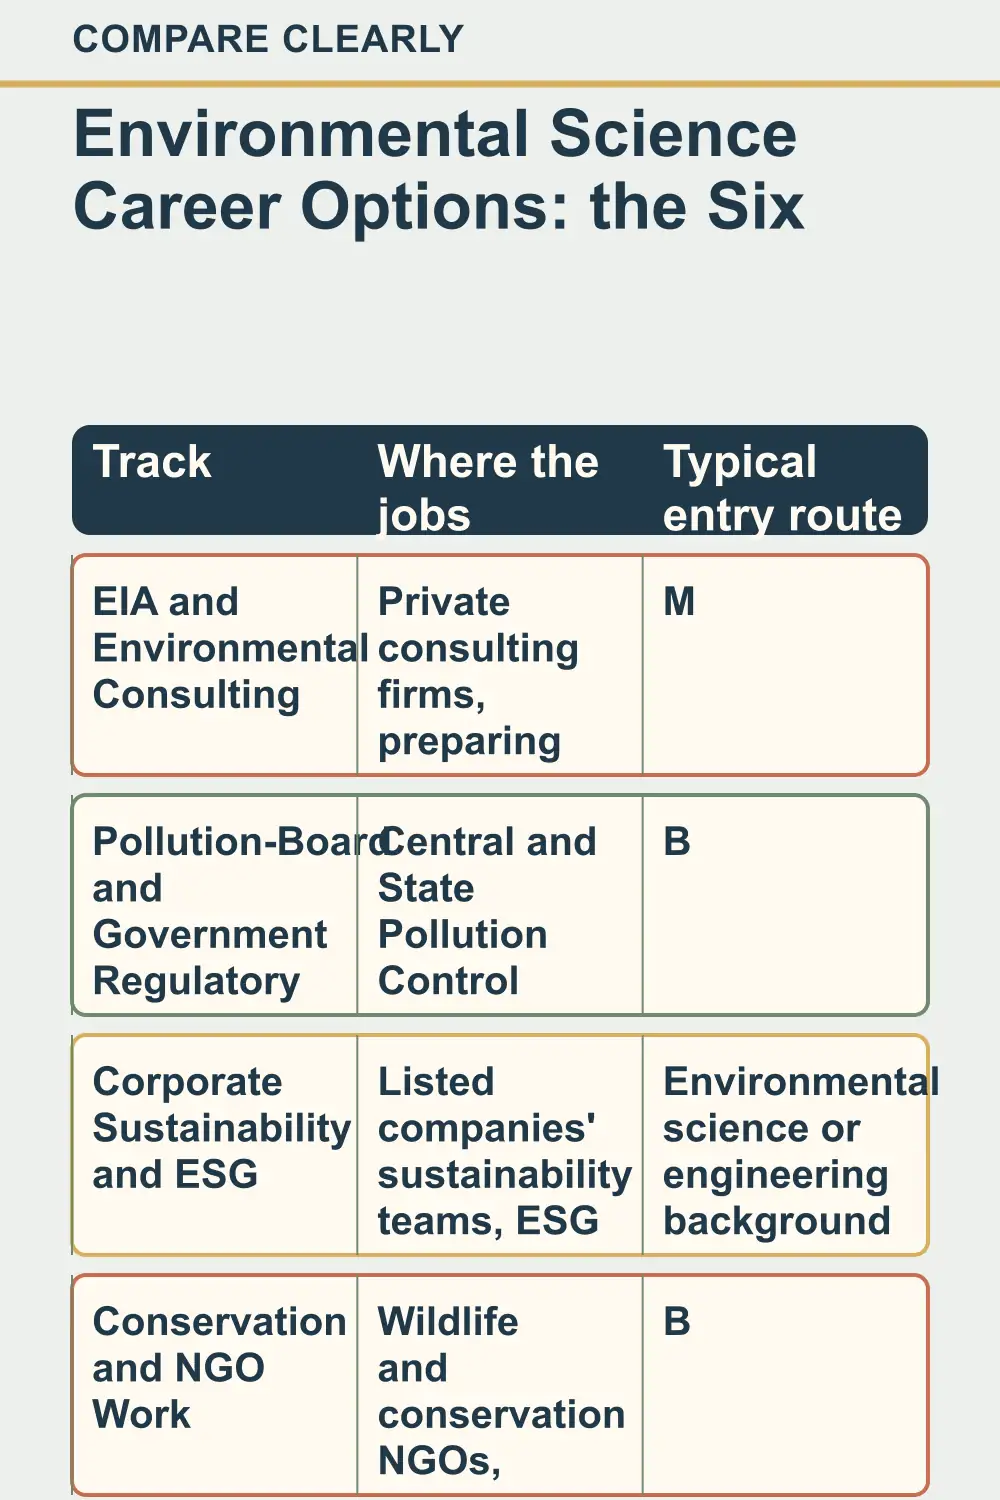 COMPARE CLEARLY
Environmental Science
Career Options: the Six
Track
Where the
jobs
Typical
entry route
EIA and
Environmental
Consulting
Private
consulting
firms,
preparing
M
Pollution-Board
and
Government
Regulatory
Central and
State
Pollution
Control
B
Corporate
Sustainability
and ESG
Listed
companies'
sustainability
teams, ESG
Environmental
science or
engineering
background
Conservation
and NGO
Work
Wildlife
and
conservation
NGOs,
B